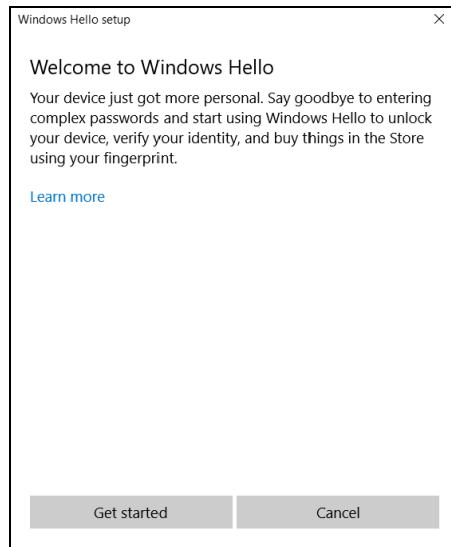 Windows Hello setup
Welcome to Windows Hello
Your device just got more personal. Say goodbye to entering
complex passwords and start using Windows Hello to unlock
your device, verify your identity, and buy things in the Store
using your fingerprint.
Learn more
Get started
Cancel